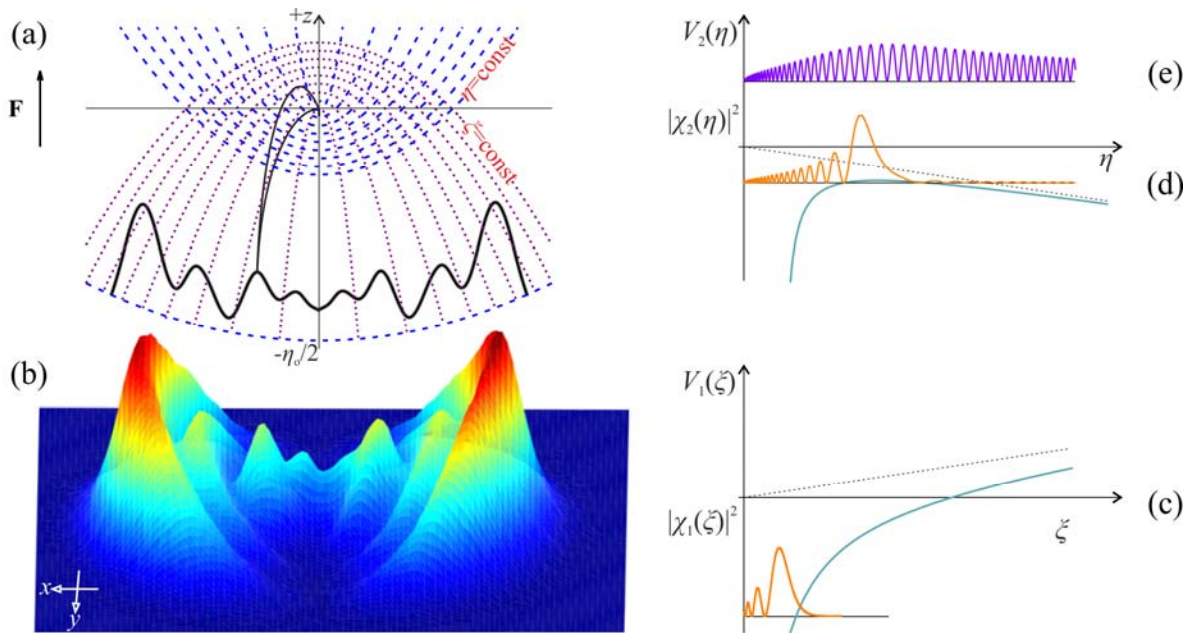 (a)
+z
F
η=const
ξ=const
-η₀/2
(b)
x
y
V₂(η)
(e)
|χ₂(η)|²
η
(d)
V₁(ξ)
|χ₁(ξ)|²
ξ
(c)